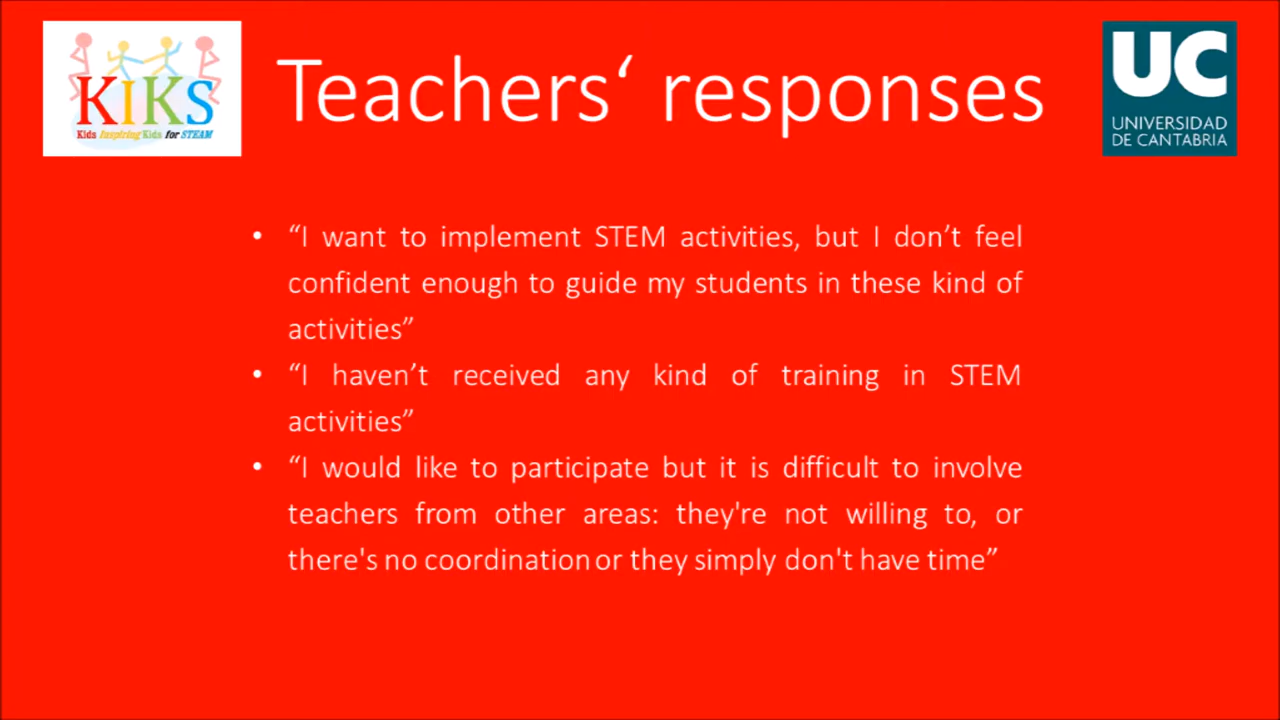 KIKS
Kids Inspiring Kids for STEAM
Teachers‘ responses
UC
UNIVERSIDAD
DE CANTABRIA
• “I want to implement STEM activities, but I don’t feel
confident enough to guide my students in these kind of
activities”
• “I haven’t received any kind of training in STEM
activities”
• “I would like to participate but it is difficult to involve
teachers from other areas: they're not willing to, or
there's no coordination or they simply don't have time”